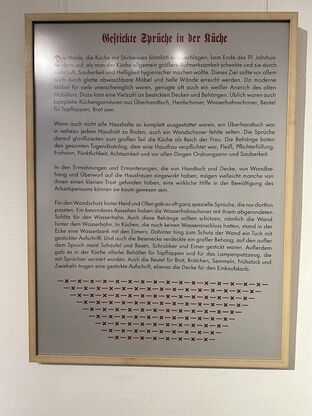 Gestickte Sprüche in der Küche
Die Mode, die Küche mit Stickereien förmlich auszuschlagen, kam Ende des 19. Jahrhun-
derts auf, als man der Küche allgemein größere Aufmerksamkeit schenkte und sie durch
mehr Luft, Sauberkeit und Helligkeit hygienischer machen wollte. Dieses Ziel sollte vor allem
auch durch glatte abwaschbare Möbel und helle Wände erreicht werden. Da moderne
Möbel für viele unerschwinglich waren, genügte oft auch ein weißer Anstrich des alten
Mobiliars. Dazu kam eine Vielzahl an bestickten Decken und Behängen. Üblich waren auch
komplette Küchengarnituren aus Überhandtuch, Herdschoner, Wasserhahnschoner, Beutel
für Topflappen, Brot usw.
Wenn auch nicht alle Haushalte so komplett ausgestattet waren, ein Überhandtuch war
in nahezu jedem Haushalt zu finden, auch ein Wandschoner fehlte selten. Die Sprüche
darauf glorifizierten zum großen Teil die Küche als Reich der Frau. Die Behänge boten
den gesamten Tugendkatalog, dem eine Hausfrau verpflichtet war, Fleiß, Pflichterfüllung,
Frohsinn, Pünktlichkeit, Achtsamkeit und vor allen Dingen Ordnungssinn und Sauberkeit.
In den Ermahnungen und Ermunterungen, die von Handtuch und Decke, von Wandbe-
hang und Überwurf auf die Hausfrauen eingewirkt haben, mögen vielleicht manche von
ihnen einen kleinen Trost gefunden haben, eine wirkliche Hilfe in der Bewältigung des
Arbeitspensums können sie kaum gewesen sein.
Für den Wandschutz hinter Herd und Ofen gab es oft ganz spezielle Sprüche, die nur dorthin
passten. Ein besonderes Aussehen haben die Wasserhahnschoner mit ihrem abgerundeten
Schlitz für den Wasserhahn. Auch diese Behänge sollten schützen, nämlich die Wand
hinter dem Wasserhahn. In Küchen, die noch keinen Wasseranschluss hatten, stand in der
Ecke eine Wasserbank mit den Eimern. Dahinter hing zum Schutz der Wand ein Tuch mit
gestickter Aufschrift. Und auch die Besenecke verdeckte ein großer Behang, auf den außer
dem Spruch meist Schaufel und Besen, Schrubber und Eimer gestickt waren. Außerdem
gab es in der Küche allerlei Behälter für Topflappen und für das Lampenputzzeug, die
mit Sprüchen verziert wurden. Auch die Beutel für Brot, Brötchen, Semmeln, Frühstück und
Zwiebeln trugen eine gestickte Aufschrift, ebenso die Decke für den Einkaufskorb.